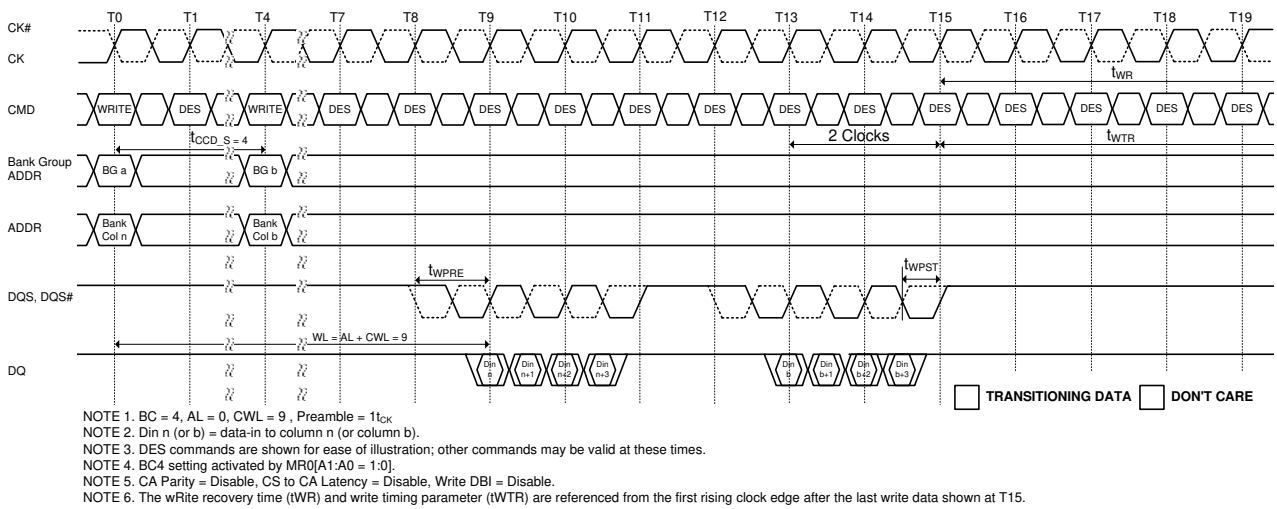 T0 T1 T4 T7 T8 T9 T10 T11 T12 T13 T14 T15 T16 T17 T18 T19
CK#
CK
tWR
CMD WRITE DES WRITE DES DES DES DES DES DES DES DES DES DES DES DES DES
tCCD_S = 4
2 Clocks
tWTR
Bank Group
ADDR
BG a BG b
ADDR
Bank
Col n
Bank
Col b
tWPRE tWPST
DQS, DQS#
WL = AL + CWL = 9
DQ
Din
n
Din
n+1
Din
n+2
Din
n+3
Din
b
Din
b+1
Din
b+2
Din
b+3
TRANSITIONING DATA DON'T CARE
NOTE 1. BC = 4, AL = 0, CWL = 9 , Preamble = 1tCK
NOTE 2. Din n (or b) = data-in to column n (or column b).
NOTE 3. DES commands are shown for ease of illustration; other commands may be valid at these times.
NOTE 4. BC4 setting activated by MR0[A1:A0 = 1:0].
NOTE 5. CA Parity = Disable, CS to CA Latency = Disable, Write DBI = Disable.
NOTE 6. The wRite recovery time (tWR) and write timing parameter (tWTR) are referenced from the first rising clock edge after the last write data shown at T15.